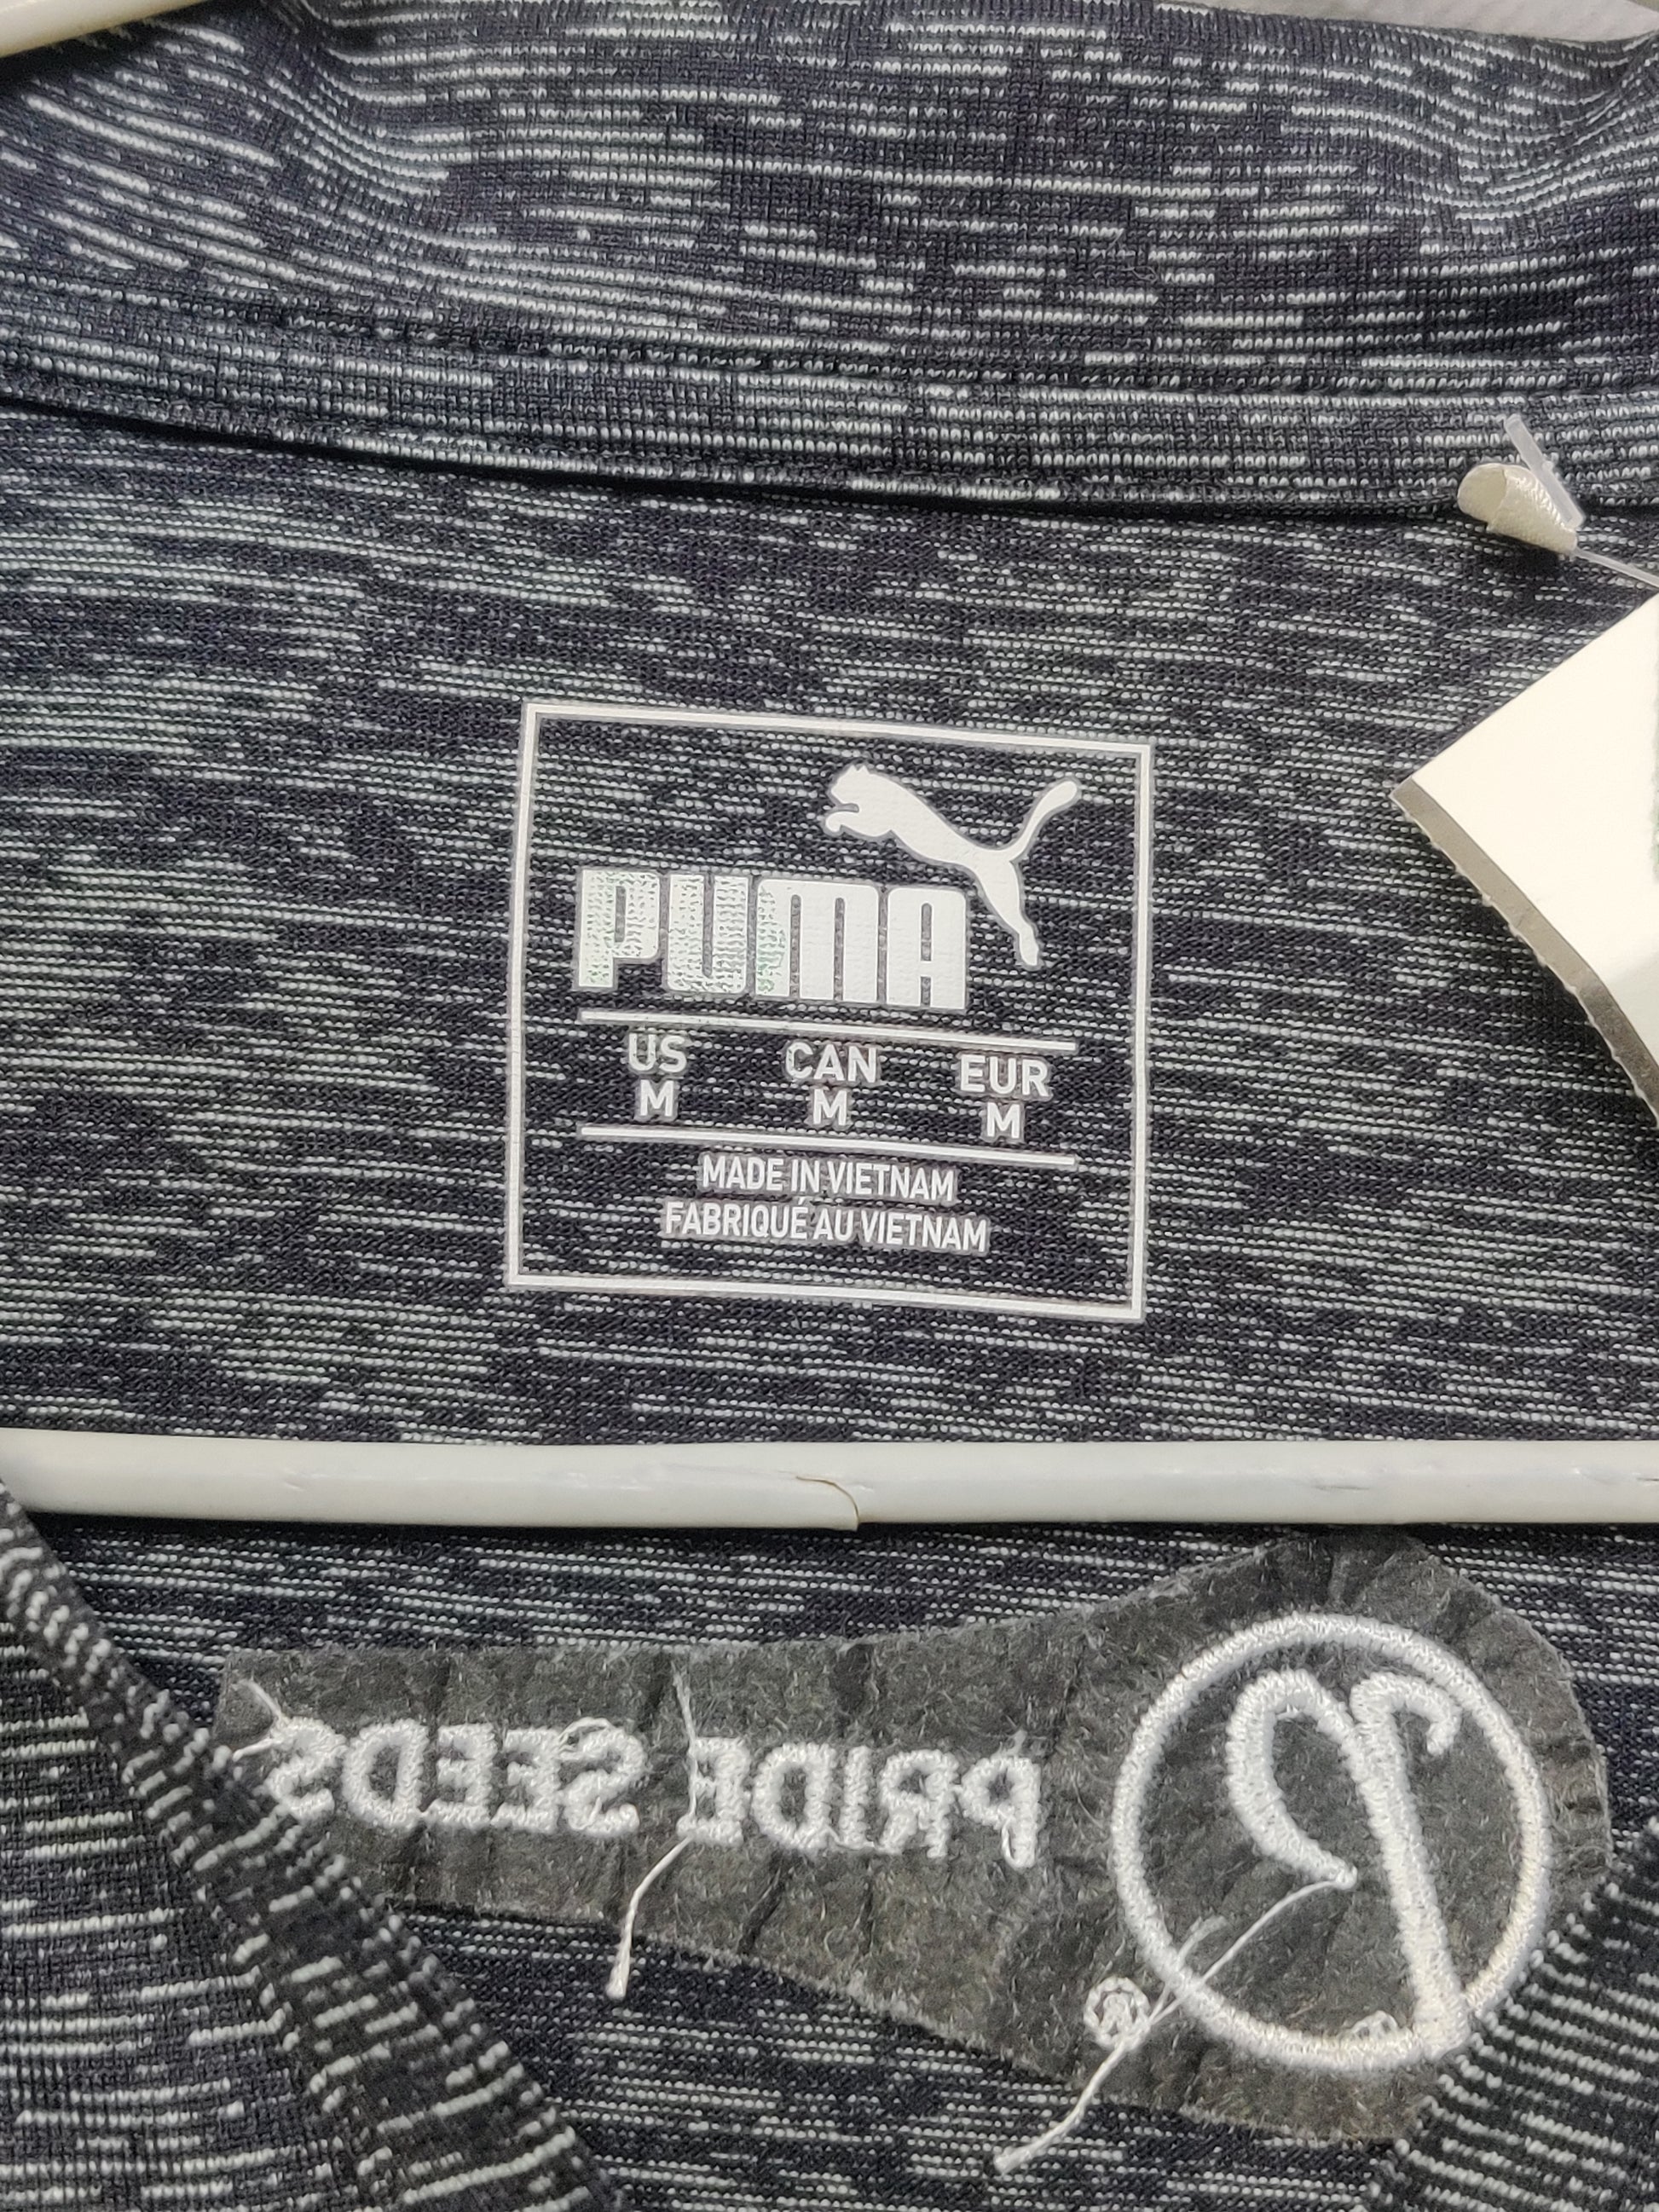 PUMA
US CAN EUR
M M M
MADE IN VIETNAM
FABRIQUÉ AU VIETNAM
PRIDE SEEDS
®